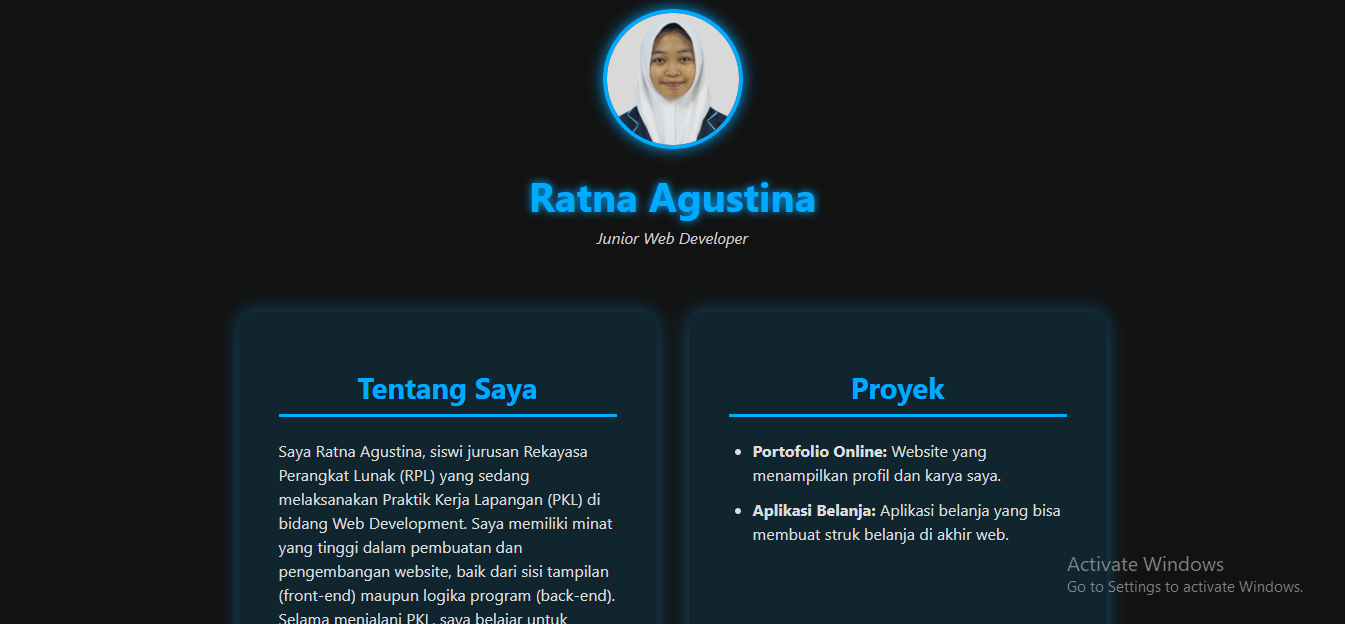 Ratna Agustina
Junior Web Developer
Tentang Saya
Saya Ratna Agustina, siswi jurusan Rekayasa
Perangkat Lunak (RPL) yang sedang
melaksanakan Praktik Kerja Lapangan (PKL) di
bidang Web Development. Saya memiliki minat
yang tinggi dalam pembuatan dan
pengembangan website, baik dari sisi tampilan
(front-end) maupun logika program (back-end).
Selama menjalani PKL, saya belajar untuk
Proyek
• Portofolio Online: Website yang
menampilkan profil dan karya saya.
• Aplikasi Belanja: Aplikasi belanja yang bisa
membuat struk belanja di akhir web.
Activate Windows
Go to Settings to activate Windows.